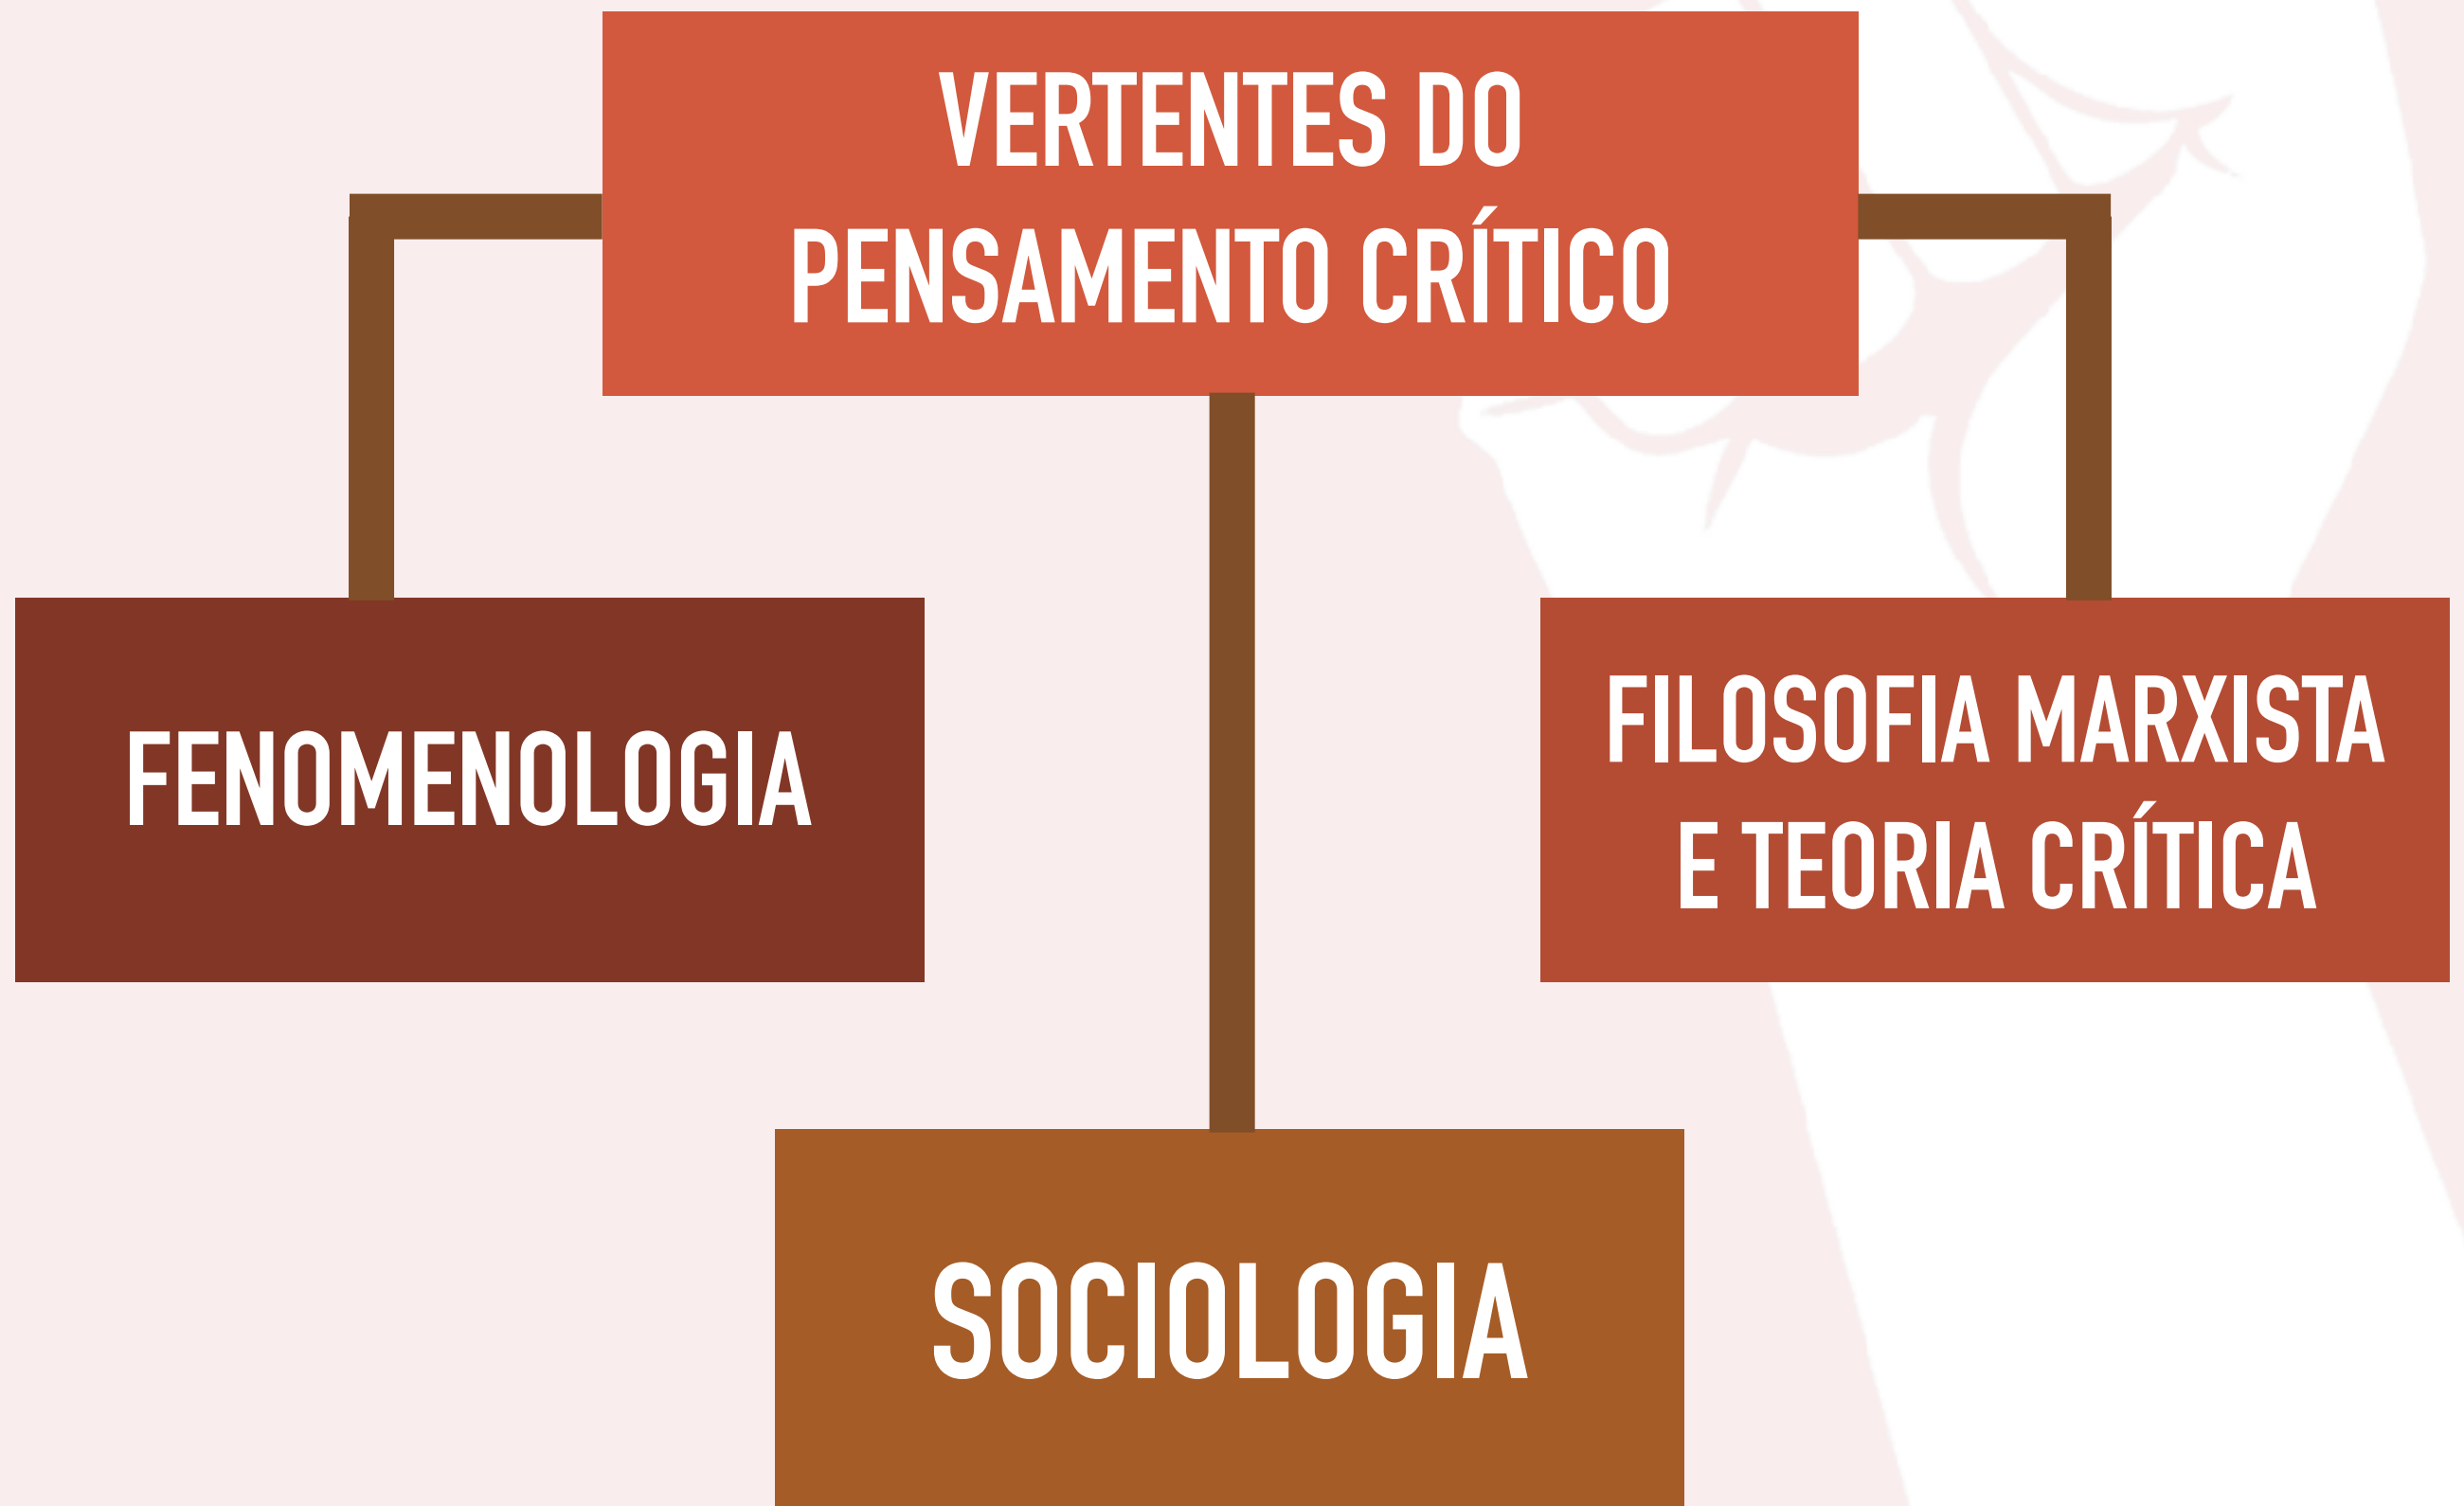 VERTENTES DO
PENSAMENTO CRÍTICO
FENOMENOLOGIA
FILOSOFIA MARXISTA
E TEORIA CRÍTICA
SOCIOLOGIA